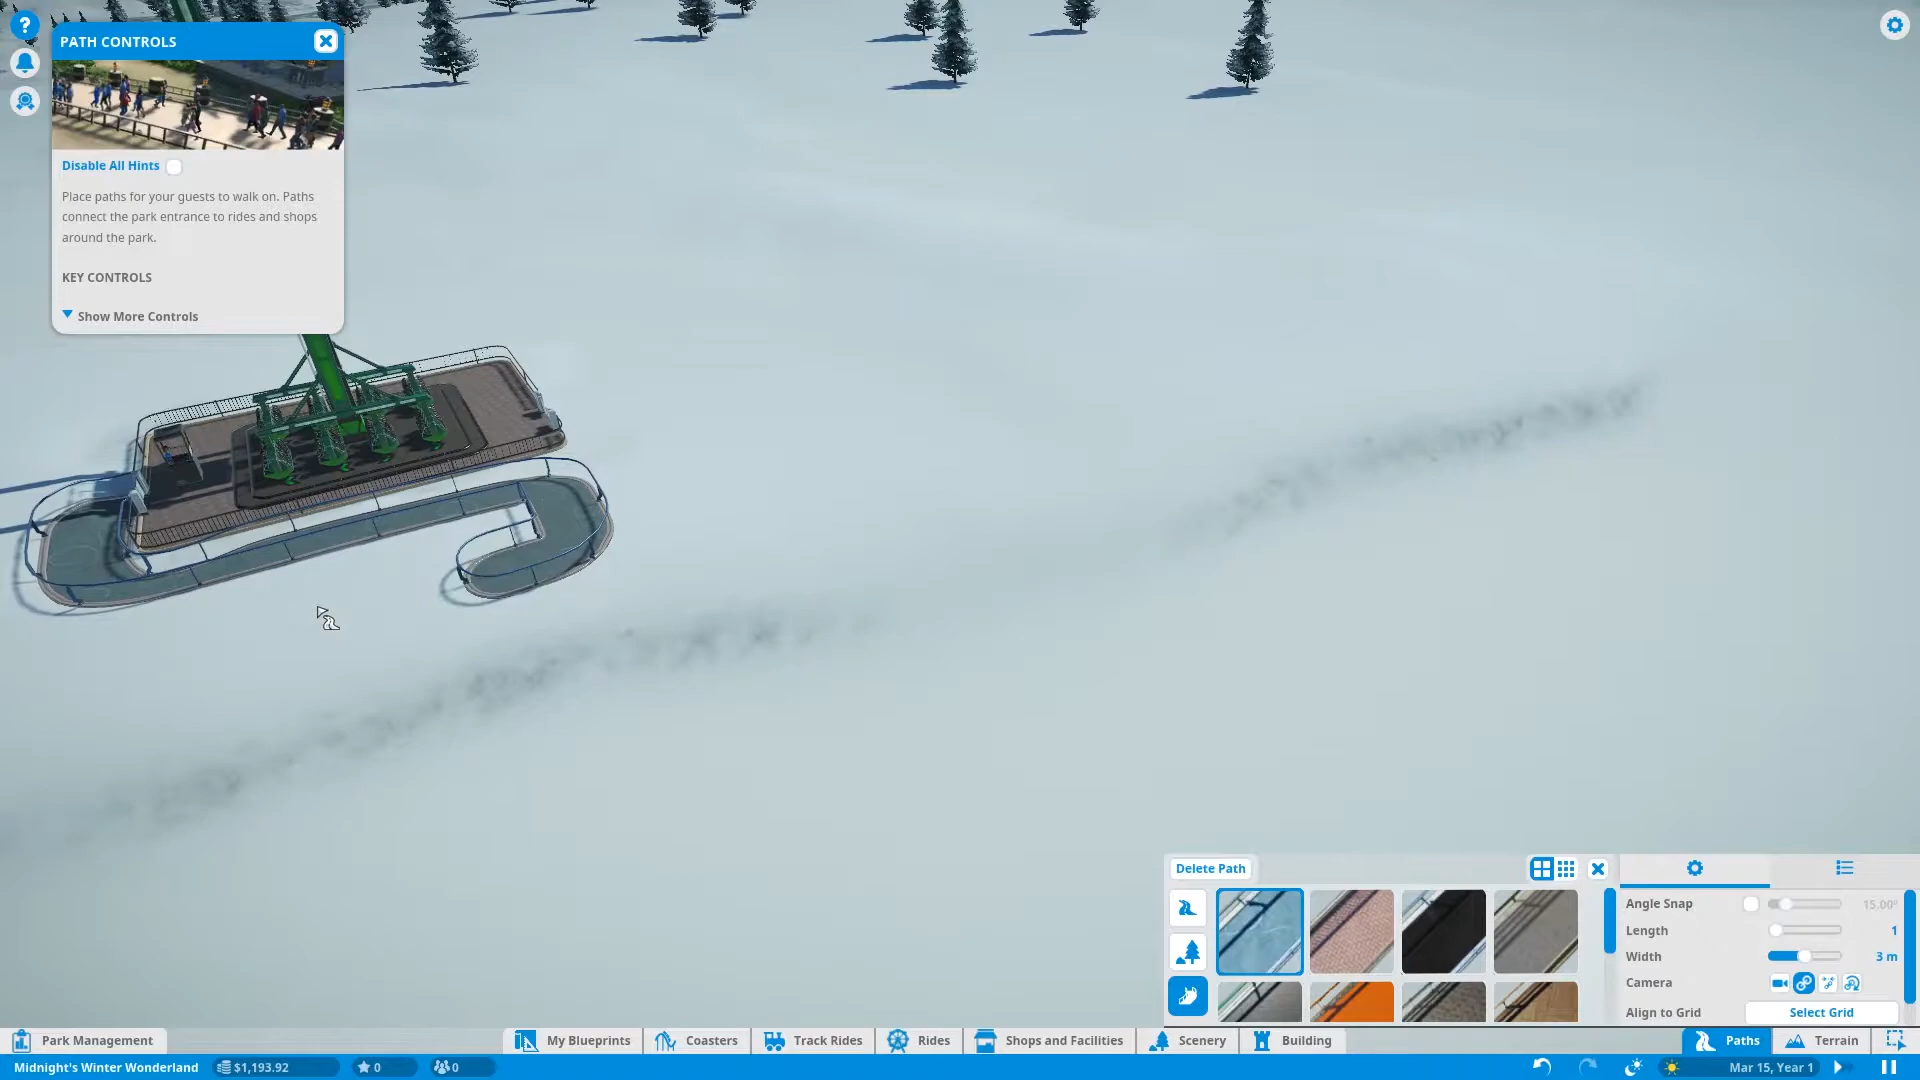 ?
PATH CONTROLS
Disable All Hints
Place paths for your guests to walk on. Paths
connect the park entrance to rides and shops
around the park.
KEY CONTROLS
Show More Controls
Delete Path
Angle Snap 15.00°
Length 1
Width 3 m
Camera
Align to Grid Select Grid
Park Management My Blueprints Coasters Track Rides Rides Shops and Facilities Scenery Building Paths Terrain
Midnight's Winter Wonderland $1,193.92 0 0 Mar 15, Year 1